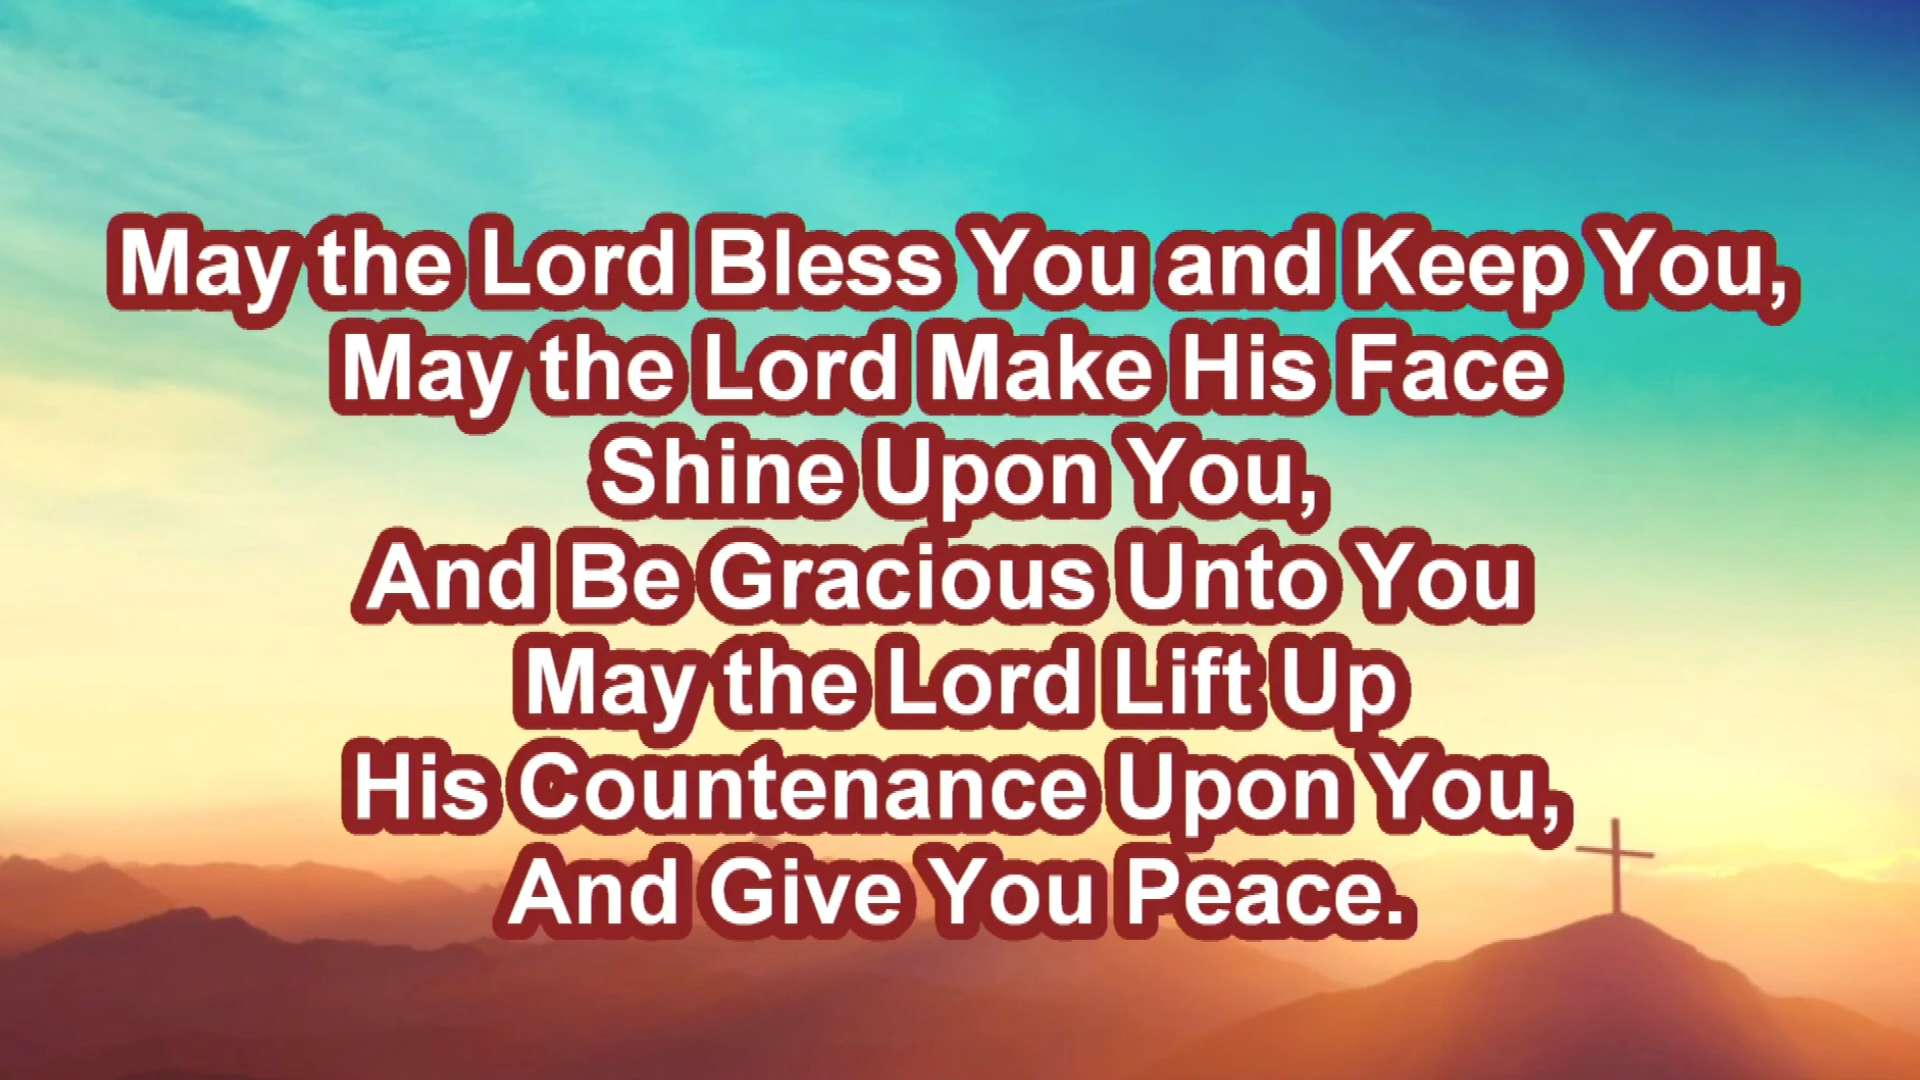 May the Lord Bless You and Keep You,
May the Lord Make His Face
Shine Upon You,
And Be Gracious Unto You
May the Lord Lift Up
His Countenance Upon You,
And Give You Peace.